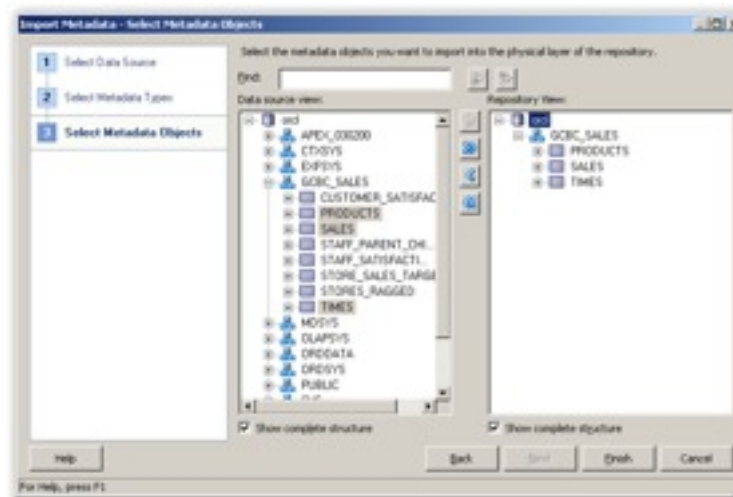 Import Metadata - Select Metadata Objects
1 Select Data Source
2 Select Metadata Types
3 Select Metadata Objects
Select the metadata objects you want to import into the physical layer of the repository.
Find:
Data source view:
orcl
APEX_030200
CTXSYS
EXFSYS
GCBC_SALES
CUSTOMER_SATISFAC
PRODUCTS
SALES
STAFF_PARENT_CHI...
STAFF_SATISFACTI...
STORE_SALES_TARGE
STORES_RAGGED
TIMES
MDSYS
OLAPSYS
ORDDATA
ORDSYS
PUBLIC
Show complete structure
Repository View:
orcl
GCBC_SALES
PRODUCTS
SALES
TIMES
Show complete structure
Help
Back
Next
Finish
Cancel
For Help, press F1